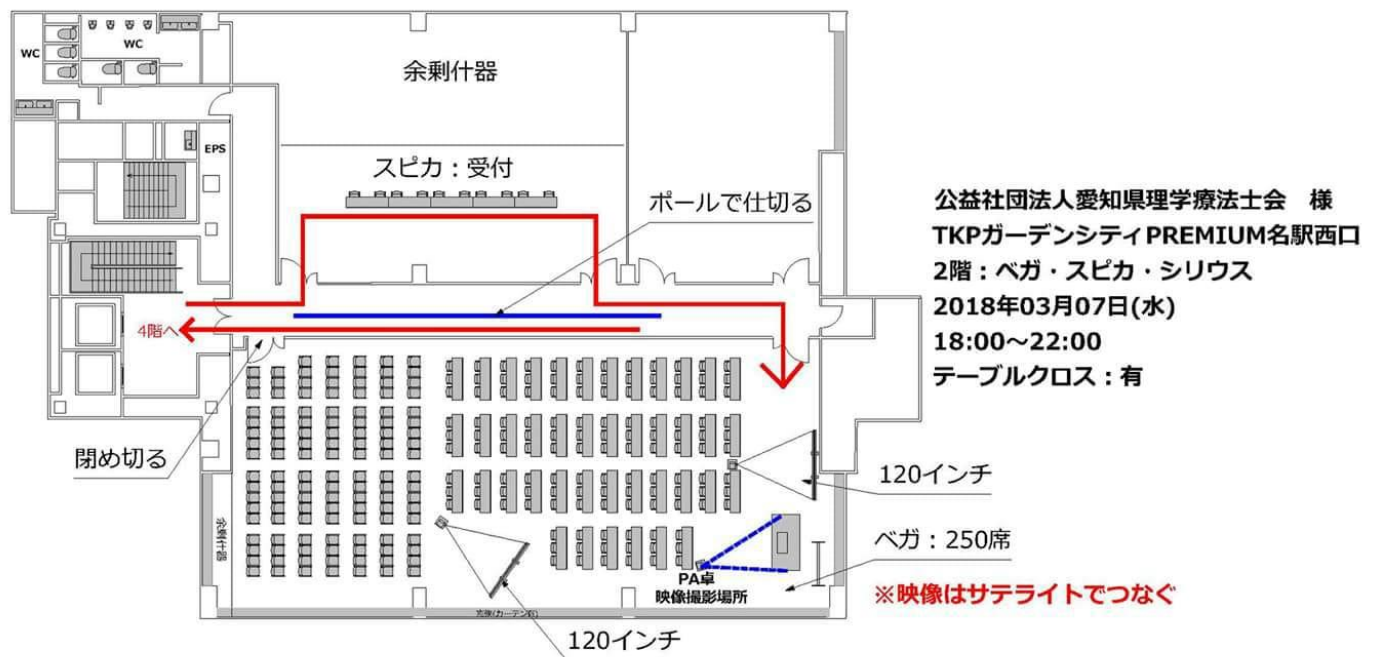 WC
WC
余剰什器
EPS
スピカ：受付
ポールで仕切る
4階へ
閉め切る
余剰什器
120インチ
ベガ：250席
PA卓
映像撮影場所
120インチ
公益社団法人愛知県理学療法士会　様
TKPガーデンシティPREMIUM名駅西口
2階：ベガ・スピカ・シリウス
2018年03月07日(水)
18:00～22:00
テーブルクロス：有
※映像はサテライトでつなぐ